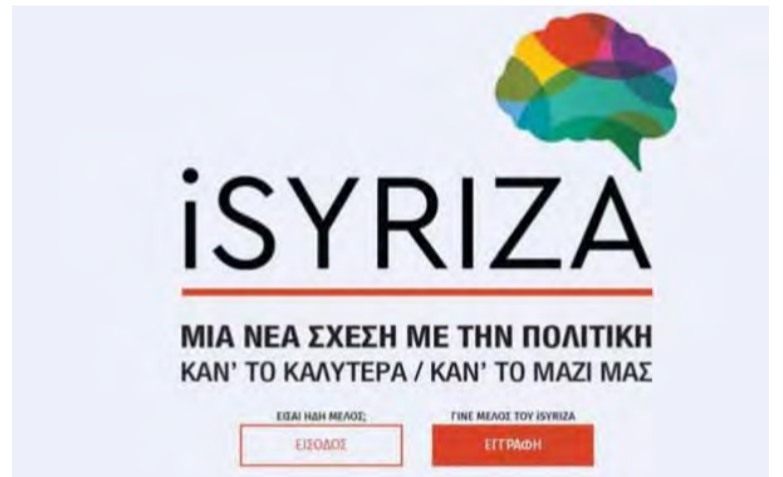 iSYRIZA
ΜΙΑ ΝΕΑ ΣΧΕΣΗ ΜΕ ΤΗΝ ΠΟΛΙΤΙΚΗ
ΚΑΝ' ΤΟ ΚΑΛΥΤΕΡΑ / ΚΑΝ' ΤΟ ΜΑΖΙ ΜΑΣ
ΕΙΣΑΙ ΗΔΗ ΜΕΛΟΣ; ΓΙΝΕ ΜΕΛΟΣ ΤΟΥ iSYRIZA
ΕΙΣΟΔΟΣ ΕΓΓΡΑΦΗ